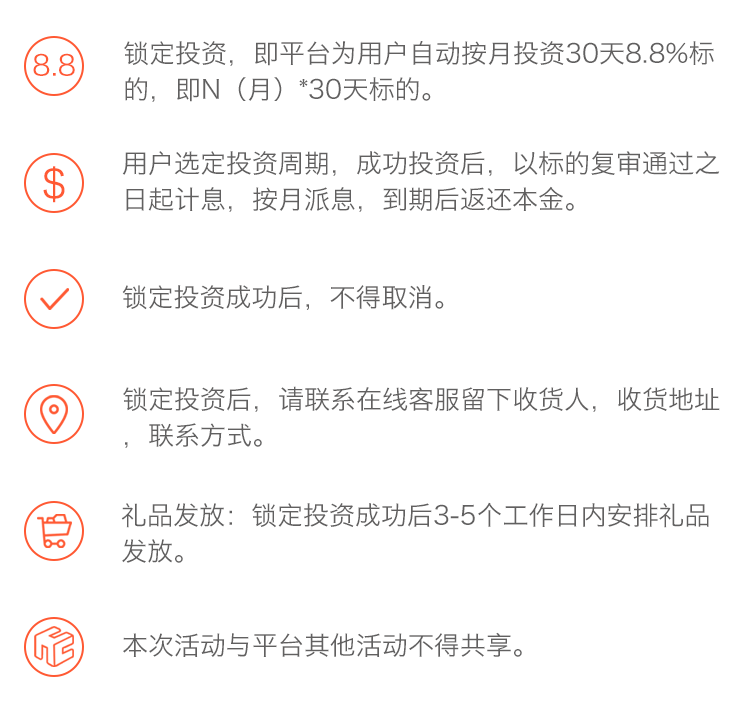 8.8
锁定投资，即平台为用户自动按月投资30天8.8%标
的，即N（月）*30天标的。
$
用户选定投资周期，成功投资后，以标的复审通过之
日起计息，按月派息，到期后返还本金。
锁定投资成功后，不得取消。
锁定投资后，请联系在线客服留下收货人，收货地址
，联系方式。
礼品发放：锁定投资成功后3-5个工作日内安排礼品
发放。
本次活动与平台其他活动不得共享。